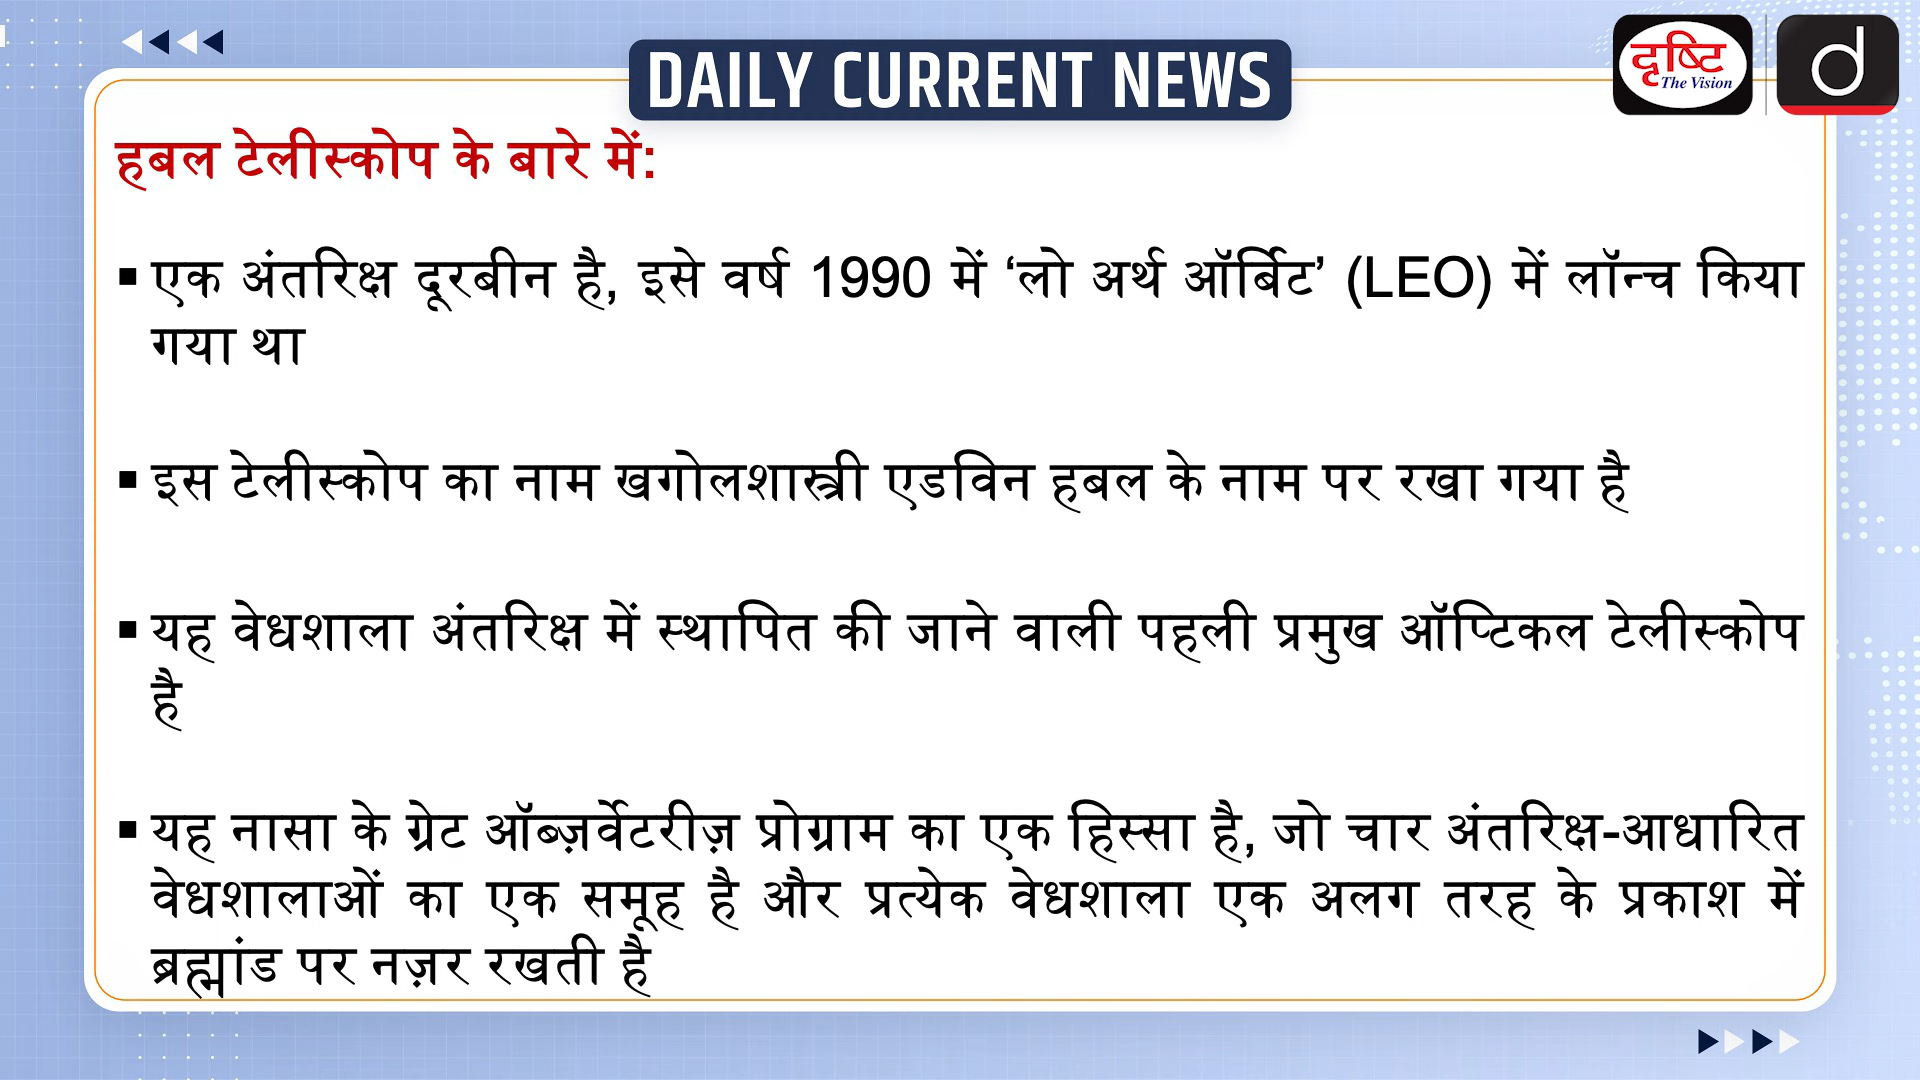 DAILY CURRENT NEWS
दृष्टि
The Vision
d
हबल टेलीस्कोप के बारे में:
▪ एक अंतरिक्ष दूरबीन है, इसे वर्ष 1990 में ‘लो अर्थ ऑर्बिट’ (LEO) में लॉन्च किया
गया था
▪ इस टेलीस्कोप का नाम खगोलशास्त्री एडविन हबल के नाम पर रखा गया है
▪ यह वेधशाला अंतरिक्ष में स्थापित की जाने वाली पहली प्रमुख ऑप्टिकल टेलीस्कोप
है
▪ यह नासा के ग्रेट ऑब्ज़र्वेटरीज़ प्रोग्राम का एक हिस्सा है, जो चार अंतरिक्ष-आधारित
वेधशालाओं का एक समूह है और प्रत्येक वेधशाला एक अलग तरह के प्रकाश में
ब्रह्मांड पर नज़र रखती है